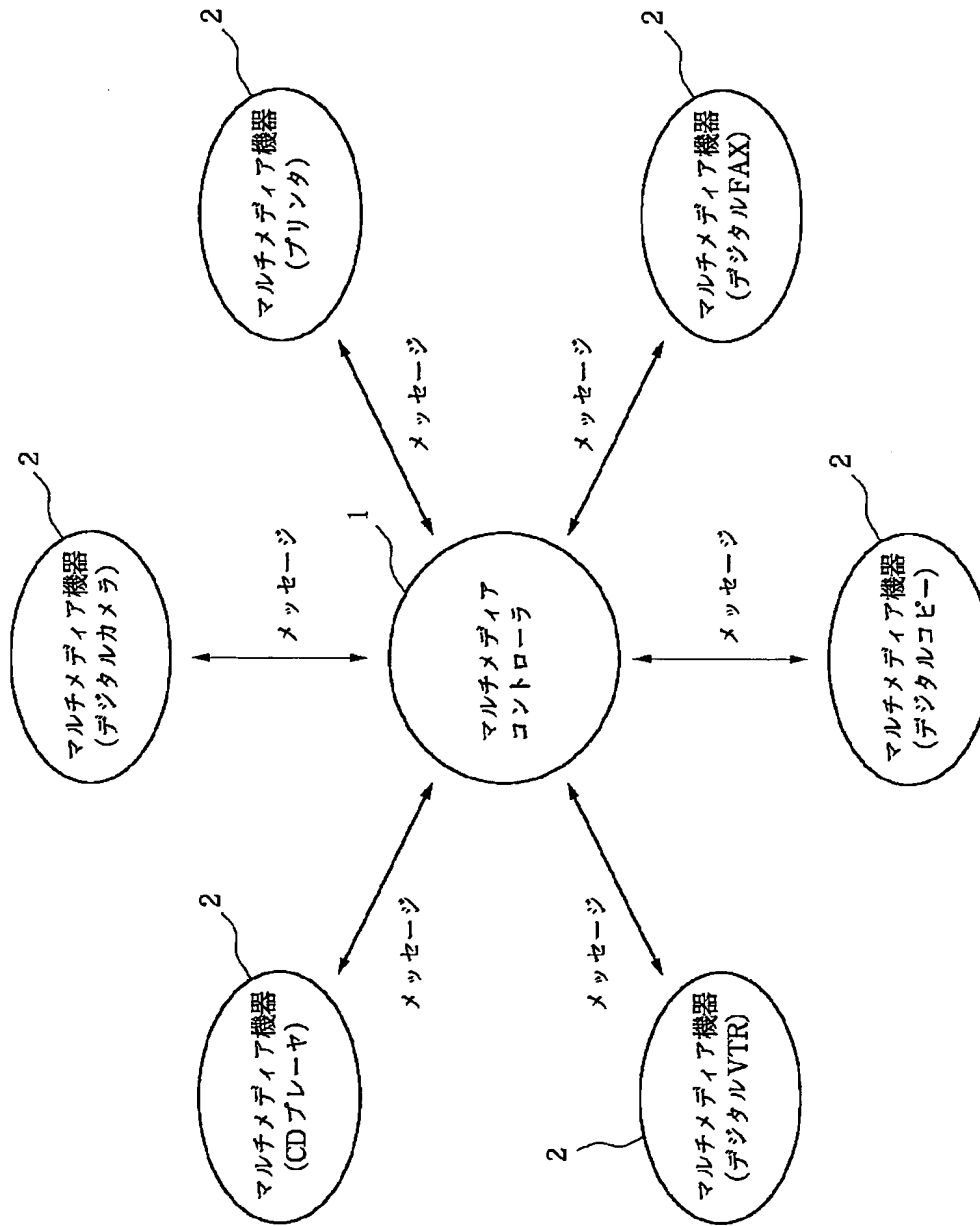 2
マルチメディア機器
(デジタルカメラ)
2
マルチメディア機器
(CDプレーヤ)
2
マルチメディア機器
(プリンタ)
メッセージ
メッセージ
メッセージ
1
マルチメディア
コントローラ
メッセージ
メッセージ
メッセージ
2
マルチメディア機器
(デジタルVTR)
2
マルチメディア機器
(デジタルコピー)
2
マルチメディア機器
(デジタルFAX)